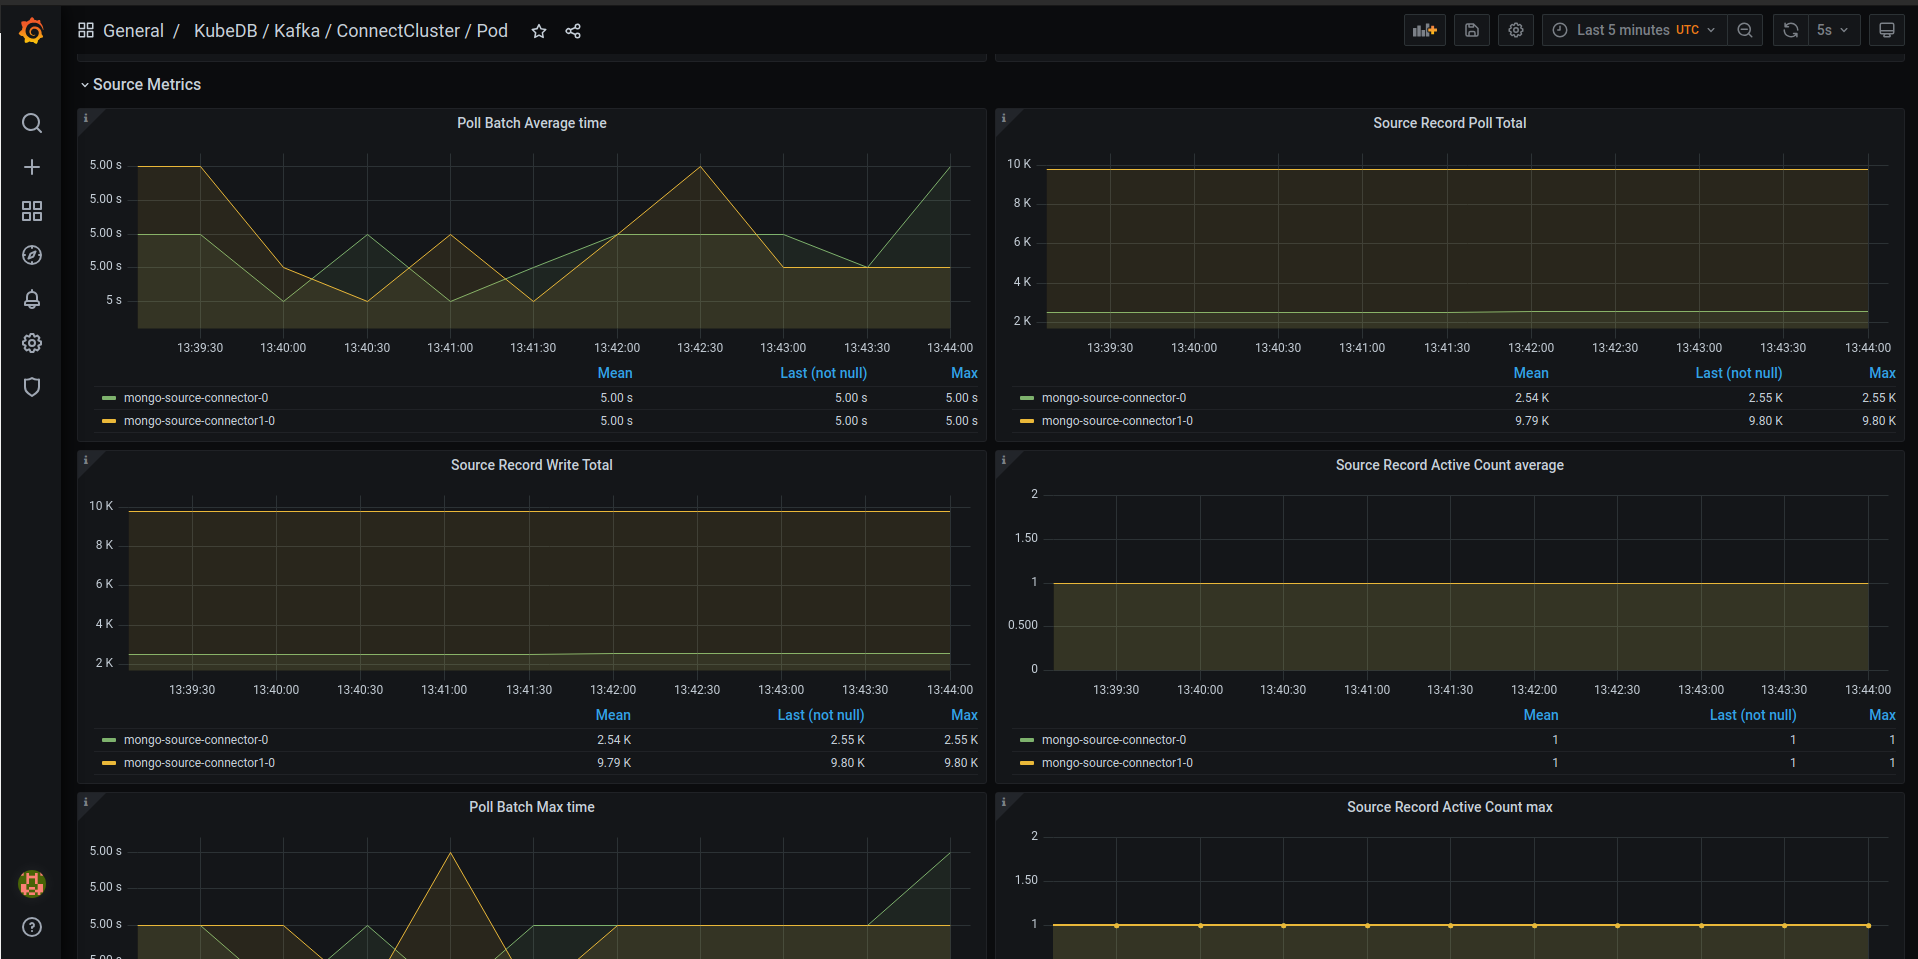 General / KubeDB / Kafka / ConnectCluster / Pod
Last 5 minutes UTC
5s
Source Metrics
Poll Batch Average time
5.00 s
5.00 s
5.00 s
5.00 s
5 s
13:39:30 13:40:00 13:40:30 13:41:00 13:41:30 13:42:00 13:42:30 13:43:00 13:43:30 13:44:00
Mean Last (not null) Max
mongo-source-connector-0 5.00 s 5.00 s 5.00 s
mongo-source-connector1-0 5.00 s 5.00 s 5.00 s
Source Record Poll Total
10 K
8 K
6 K
4 K
2 K
13:39:30 13:40:00 13:40:30 13:41:00 13:41:30 13:42:00 13:42:30 13:43:00 13:43:30 13:44:00
Mean Last (not null) Max
mongo-source-connector-0 2.54 K 2.55 K 2.55 K
mongo-source-connector1-0 9.79 K 9.80 K 9.80 K
Source Record Write Total
10 K
8 K
6 K
4 K
2 K
13:39:30 13:40:00 13:40:30 13:41:00 13:41:30 13:42:00 13:42:30 13:43:00 13:43:30 13:44:00
Mean Last (not null) Max
mongo-source-connector-0 2.54 K 2.55 K 2.55 K
mongo-source-connector1-0 9.79 K 9.80 K 9.80 K
Source Record Active Count average
2
1.50
1
0.500
0
13:39:30 13:40:00 13:40:30 13:41:00 13:41:30 13:42:00 13:42:30 13:43:00 13:43:30 13:44:00
Mean Last (not null) Max
mongo-source-connector-0 1 1 1
mongo-source-connector1-0 1 1 1
Poll Batch Max time
5.00 s
5.00 s
5.00 s
5.00 s
Source Record Active Count max
2
1.50
1